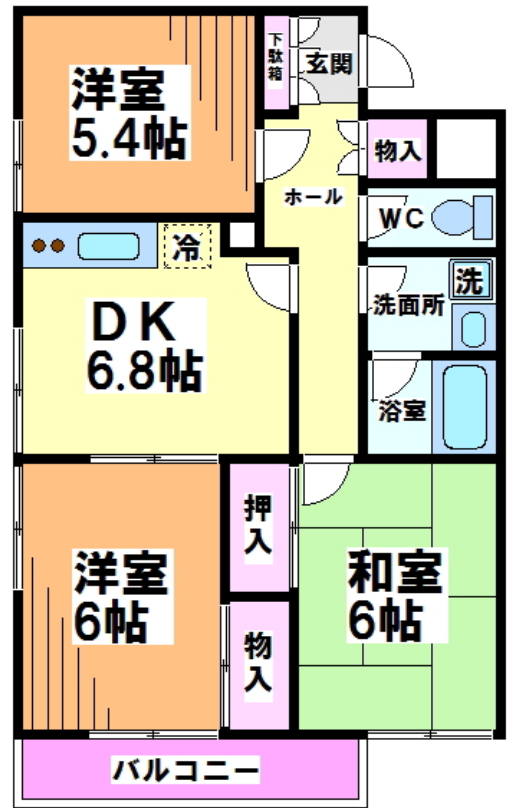 洋室
5.4帖
下駄箱
玄関
物入
ホール
WC
冷
洗
洗面所
DK
6.8帖
浴室
洋室
6帖
押入
物入
和室
6帖
バルコニー